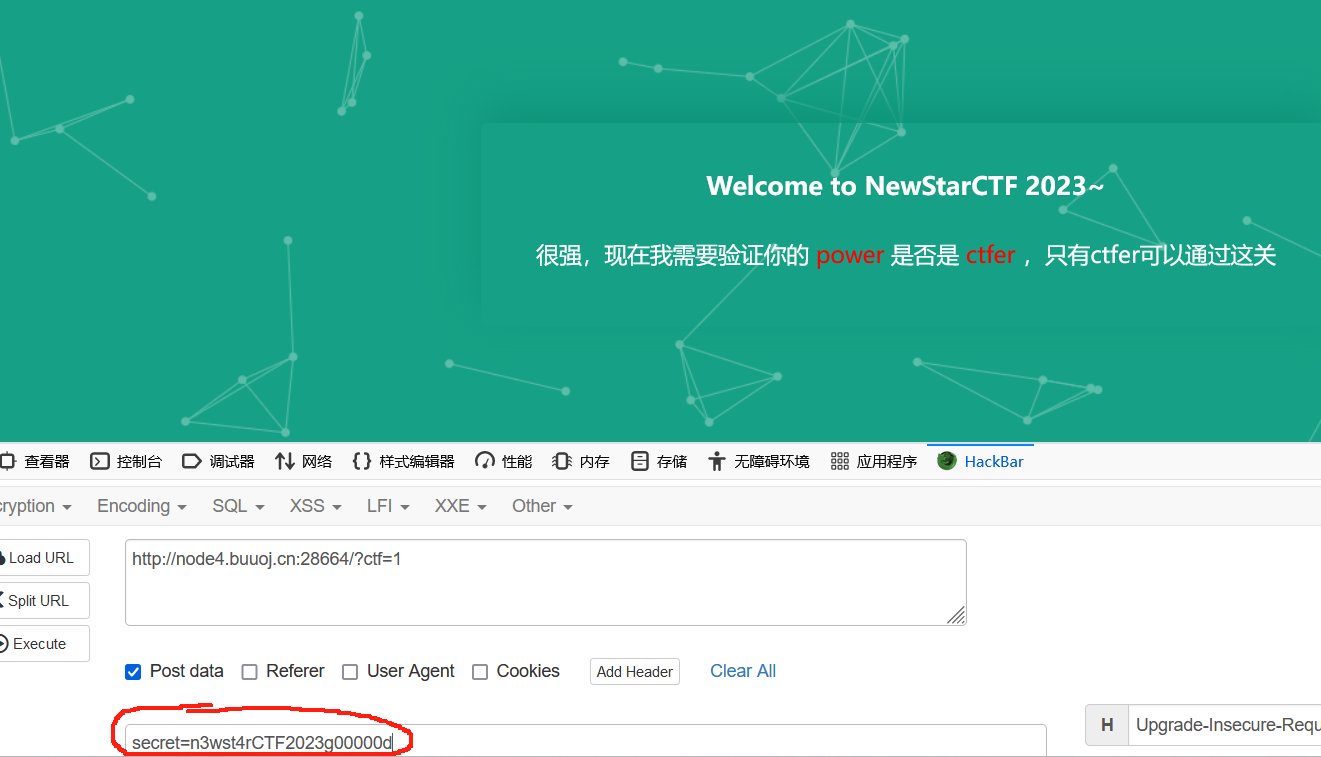 Welcome to NewStarCTF 2023~
很强，现在我需要验证你的 power 是否是 ctfer ，只有ctfer可以通过这关
查看器 控制台 调试器 网络 样式编辑器 性能 内存 存储 无障碍环境 应用程序 HackBar
cryption Encoding SQL XSS LFI XXE Other
Load URL
http://node4.buuoj.cn:28664/?ctf=1
Split URL
Execute
Post data Referer User Agent Cookies Add Header Clear All
H Upgrade-Insecure-Requ
secret=n3wst4rCTF2023g00000d